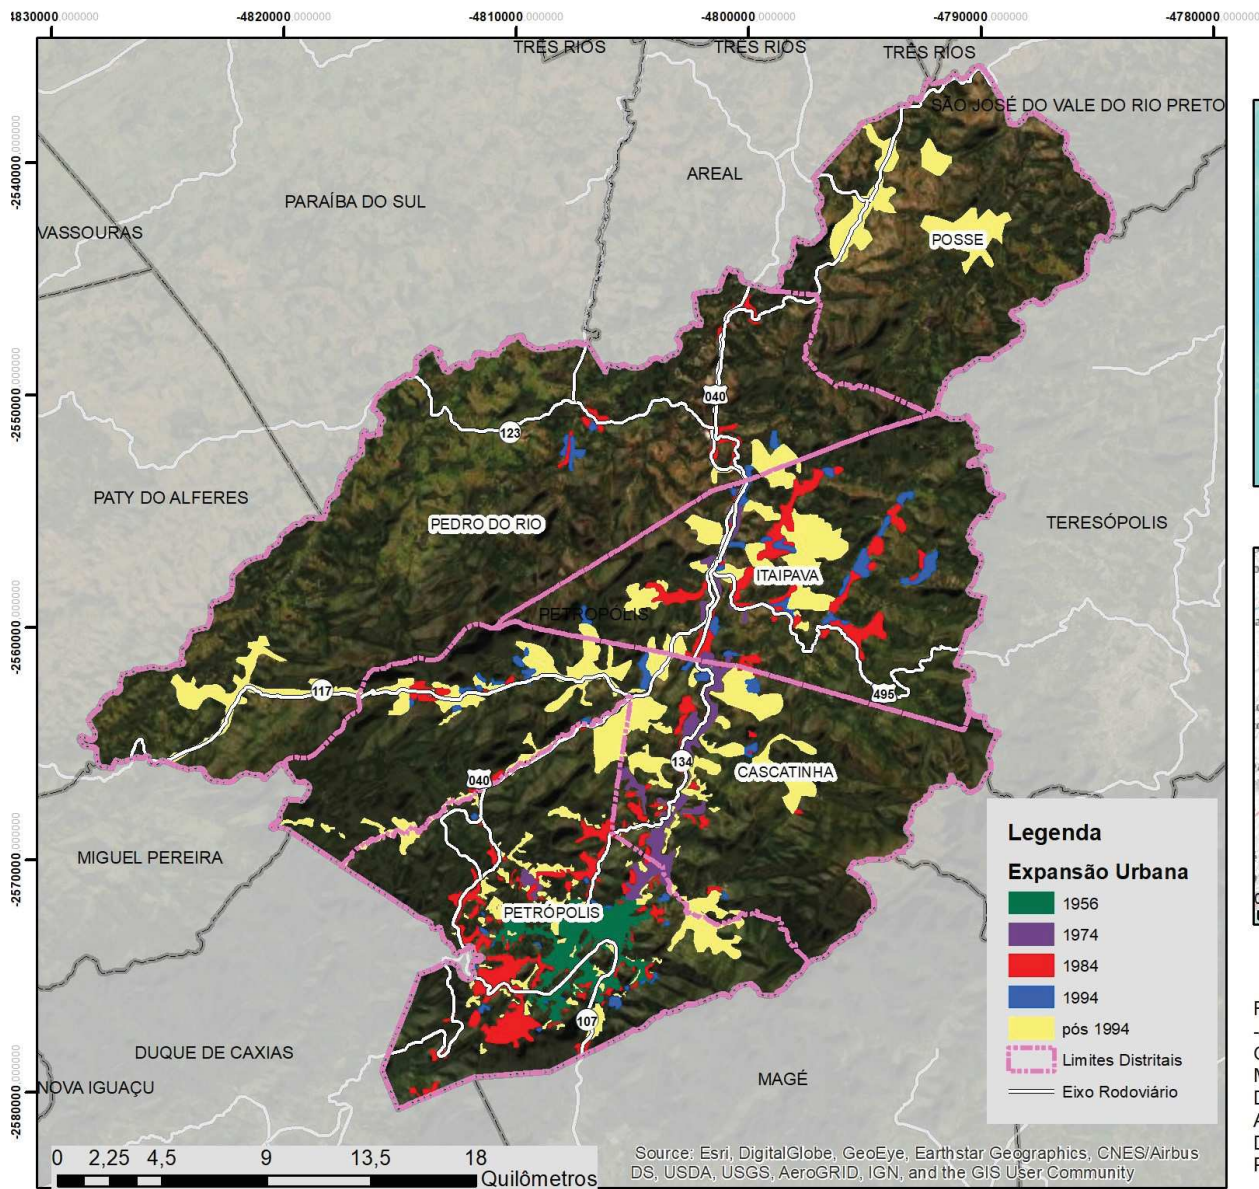 4830000,000000
-4820000,000000
-4810000,000000
-4800000,000000
-4790000,000000
-4780000,000000
TRÊS RIOS
TRÊS RIOS
TRÊS RIOS
SÃO JOSÉ DO VALE DO RIO PRETO
-2540000,000000
AREAL
PARAÍBA DO SUL
VASSOURAS
POSSE
-2550000,000000
040
123
PATY DO ALFERES
PEDRO DO RIO
TERESÓPOLIS
ITAIPAVA
PETRÓPOLIS
-2560000,000000
117
495
134
CASCATINHA
040
MIGUEL PEREIRA
-2570000,000000
PETRÓPOLIS
107
DUQUE DE CAXIAS
NOVA IGUAÇU
MAGÉ
-2580000,000000
Legenda
Expansão Urbana
1956
1974
1984
1994
pós 1994
Limites Distritais
Eixo Rodoviário
0 2,25 4,5 9 13,5 18
Quilômetros
Source: Esri, DigitalGlobe, GeoEye, Earthstar Geographics, CNES/Airbus
DS, USDA, USGS, AeroGRID, IGN, and the GIS User Community